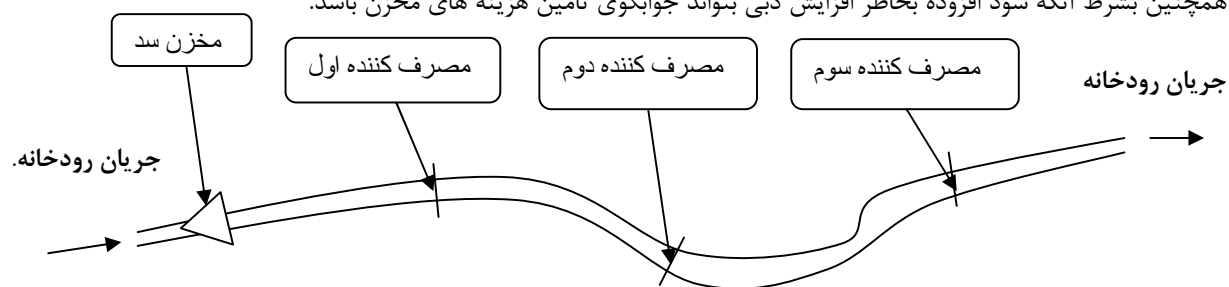 همچنین بشرط آنکه سود افزوده بخاطر افزایش دبی بتواند جوابگوی تامین هزینه های مخزن باشد.
مخزن سد
مصرف کننده اول
مصرف کننده دوم
مصرف کننده سوم
جریان رودخانه
جریان رودخانه.